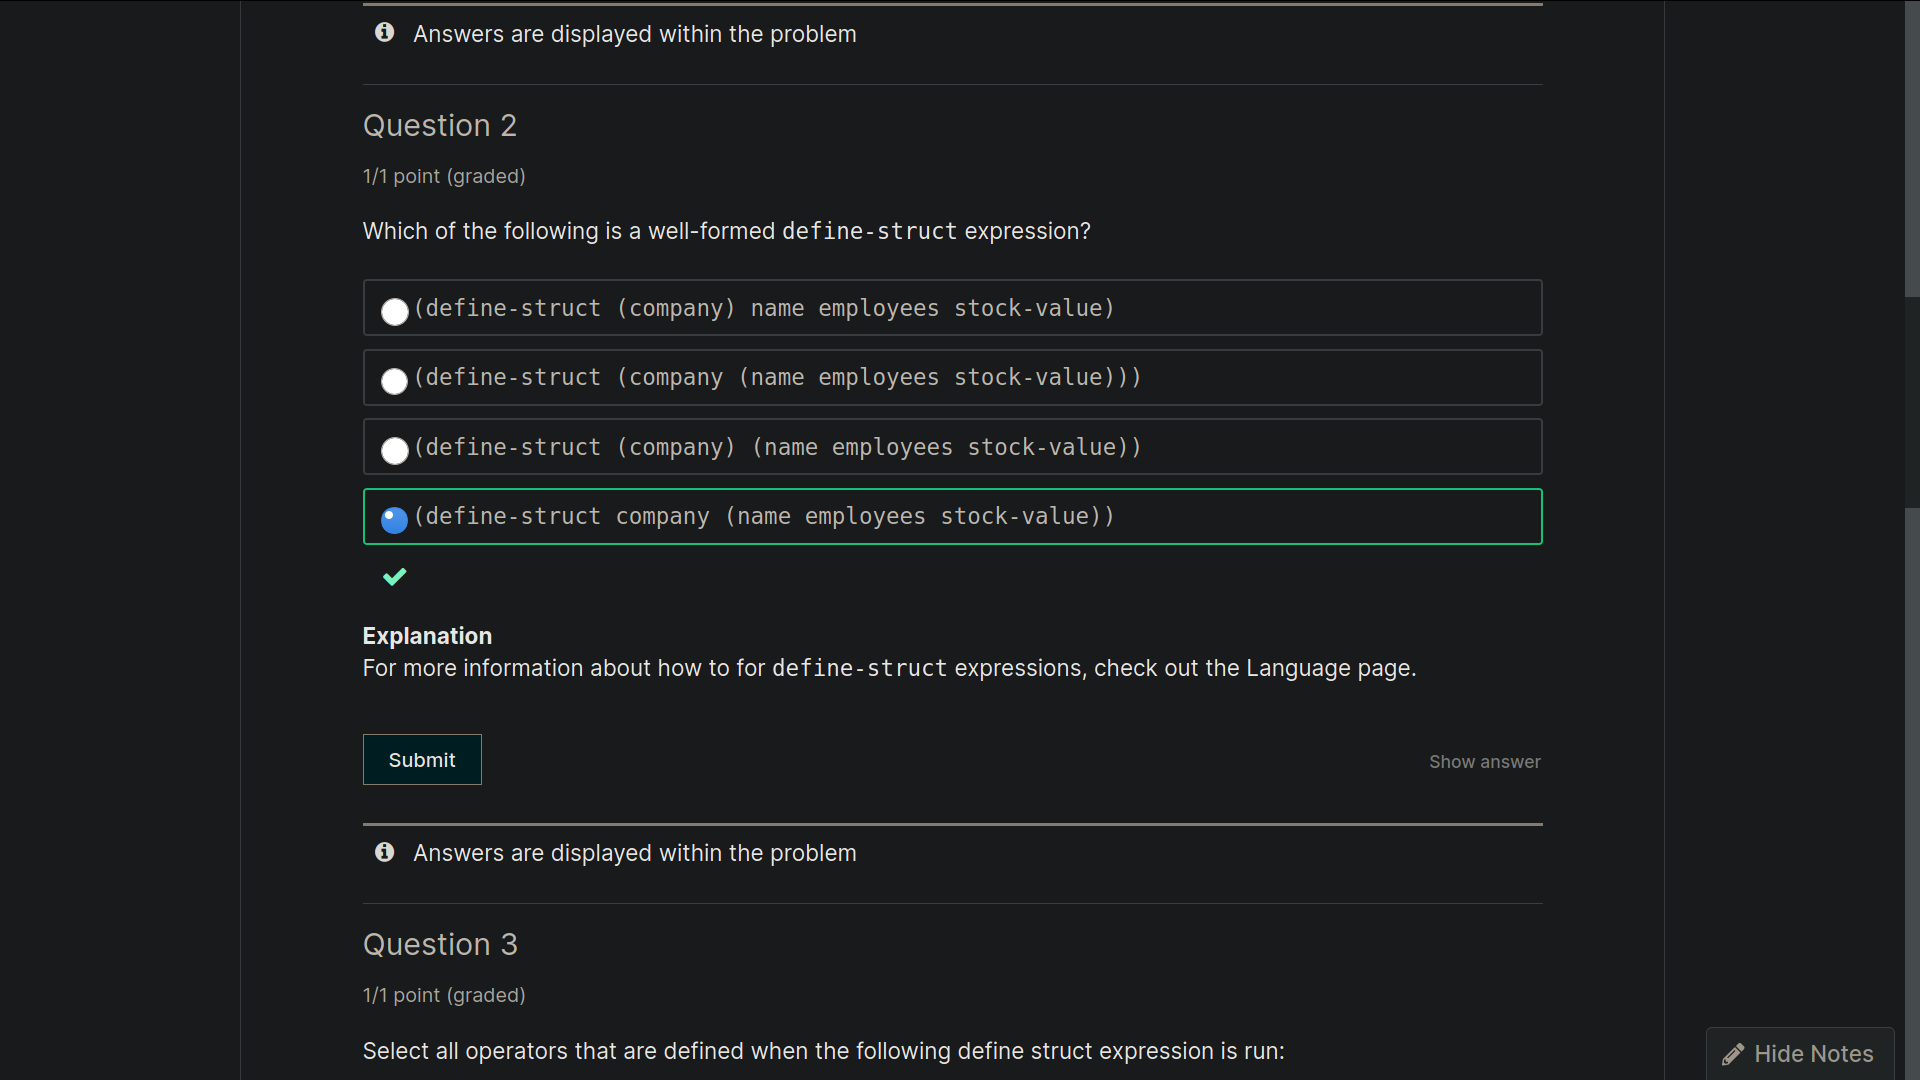 Answers are displayed within the problem
Question 2
1/1 point (graded)
Which of the following is a well-formed define-struct expression?
(define-struct (company) name employees stock-value)
(define-struct (company (name employees stock-value)))
(define-struct (company) (name employees stock-value))
(define-struct company (name employees stock-value))
Explanation
For more information about how to for define-struct expressions, check out the Language page.
Submit
Show answer
Answers are displayed within the problem
Question 3
1/1 point (graded)
Select all operators that are defined when the following define struct expression is run:
Hide Notes